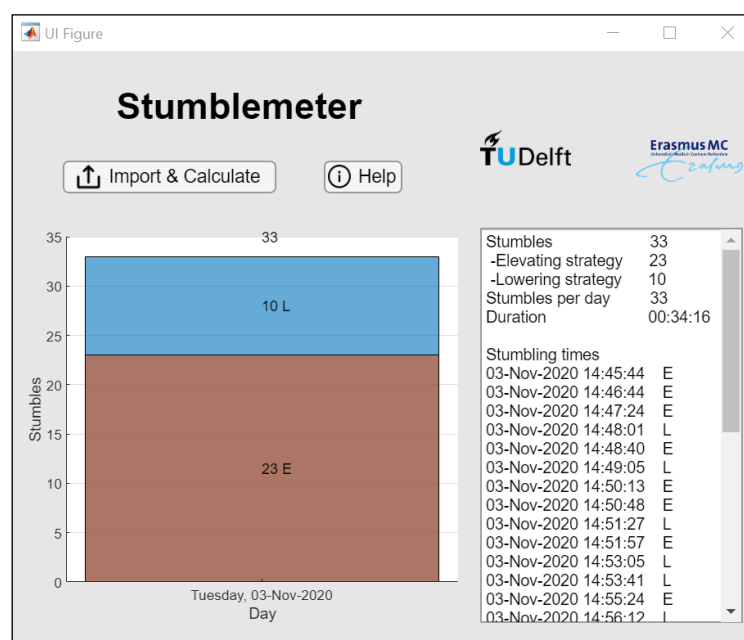 UI Figure
Stumblemeter
TUDelft
Erasmus MC
Import & Calculate
Help
35
30
25
20
15
10
5
0
Stumbles
33
10 L
23 E
Tuesday, 03-Nov-2020
Day
Stumbles 33
-Elevating strategy 23
-Lowering strategy 10
Stumbles per day 33
Duration 00:34:16
Stumbling times
03-Nov-2020 14:45:44 E
03-Nov-2020 14:46:44 E
03-Nov-2020 14:47:24 E
03-Nov-2020 14:48:01 L
03-Nov-2020 14:48:40 E
03-Nov-2020 14:49:05 L
03-Nov-2020 14:50:13 E
03-Nov-2020 14:50:48 E
03-Nov-2020 14:51:27 L
03-Nov-2020 14:51:57 E
03-Nov-2020 14:53:05 L
03-Nov-2020 14:53:41 L
03-Nov-2020 14:55:24 E
03-Nov-2020 14:56:12 L